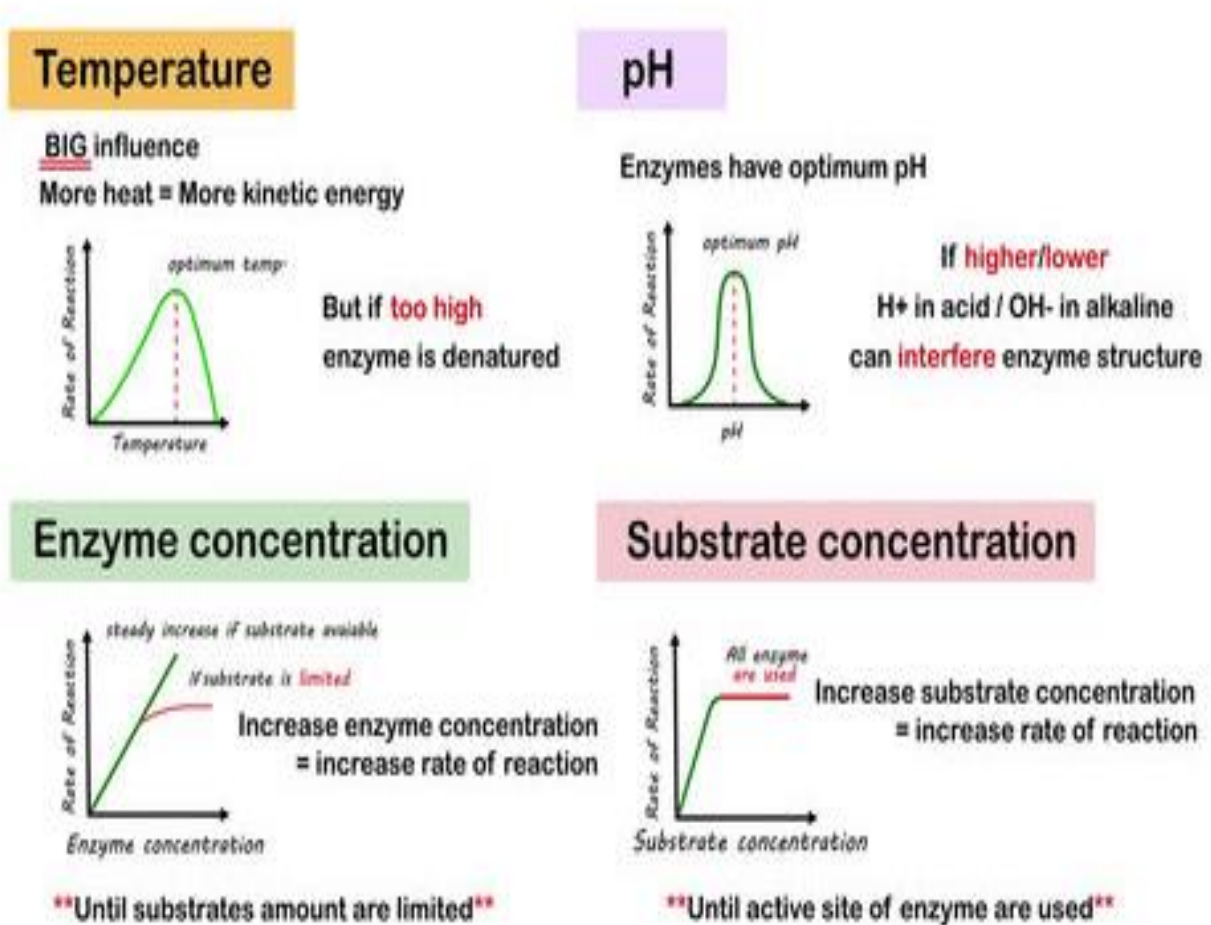 Temperature
BIG influence
More heat = More kinetic energy
Rate of Reaction
optimum temp.
Temperature
But if too high
enzyme is denatured
pH
Enzymes have optimum pH
Rate of Reaction
optimum pH
pH
If higher/lower
H+ in acid / OH- in alkaline
can interfere enzyme structure
Enzyme concentration
steady increase if substrate avaiable
if substrate is limited
Rate of Reaction
Enzyme concentration
Increase enzyme concentration
= increase rate of reaction
**Until substrates amount are limited**
Substrate concentration
All enzyme
are used
Rate of Reaction
Substrate concentration
Increase substrate concentration
= increase rate of reaction
**Until active site of enzyme are used**